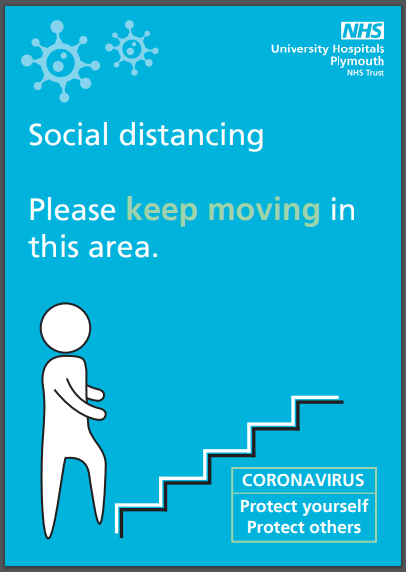 NHS
University Hospitals
Plymouth
NHS Trust
Social distancing
Please keep moving in
this area.
CORONAVIRUS
Protect yourself
Protect others